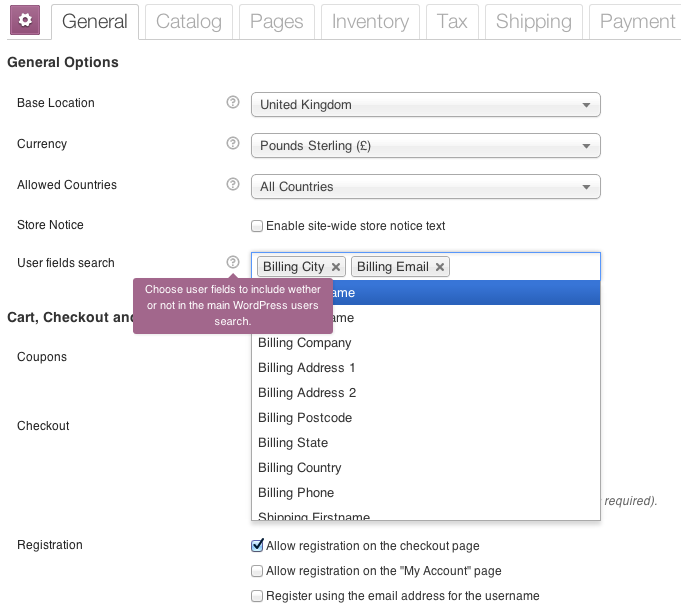 General Catalog Pages Inventory Tax Shipping Payment
General Options
Base Location United Kingdom
Currency Pounds Sterling (£)
Allowed Countries All Countries
Store Notice Enable site-wide store notice text
User fields search Billing City Billing Email
Choose user fields to include wether
or not in the main WordPress users
search.
ame
ame
Cart, Checkout and
Billing Company
Coupons
Billing Address 1
Billing Address 2
Billing Postcode
Checkout
Billing State
Billing Country
Billing Phone
required).
Shipping Firstname
Registration Allow registration on the checkout page
Allow registration on the "My Account" page
Register using the email address for the username